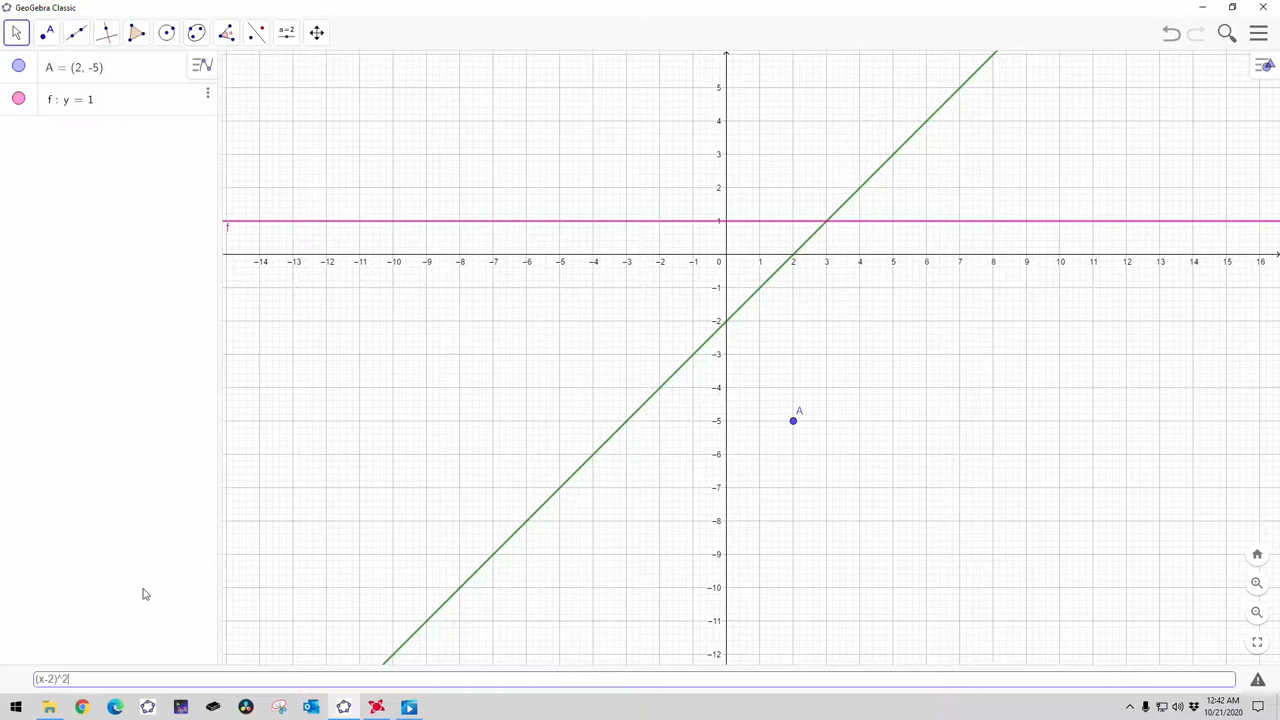 GeoGebra Classic
a=2
A = (2, -5)
f : y = 1
5
4
3
2
1
f
-14 -13 -12 -11 -10 -9 -8 -7 -6 -5 -4 -3 -2 -1 0 1 2 3 4 5 6 7 8 9 10 11 12 13 14 15 16
-1
-2
-3
-4
A
-5
-6
-7
-8
-9
-10
-11
-12
(x-2)^2
12:42 AM
10/21/2020